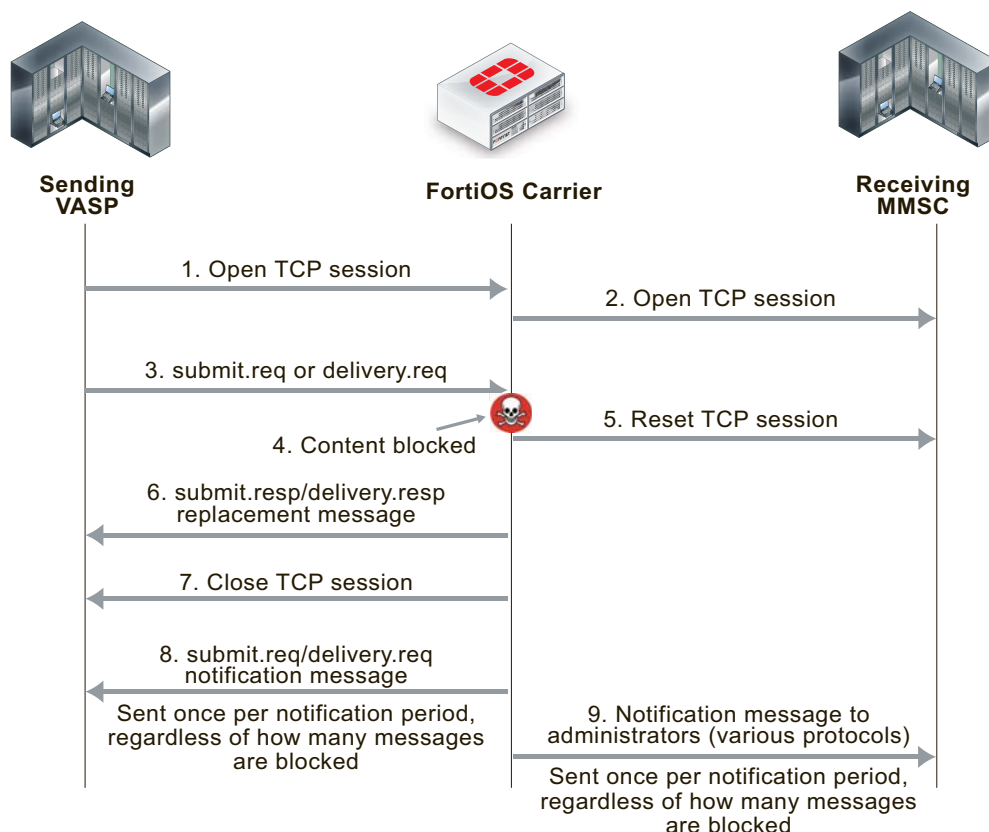 Sending
VASP
FortiOS Carrier
Receiving
MMSC
1. Open TCP session
2. Open TCP session
3. submit.req or delivery.req
4. Content blocked
5. Reset TCP session
6. submit.resp/delivery.resp
replacement message
7. Close TCP session
8. submit.req/delivery.req
notification message
Sent once per notification period,
regardless of how many messages
are blocked
9. Notification message to
administrators (various protocols)
Sent once per notification period,
regardless of how many messages
are blocked